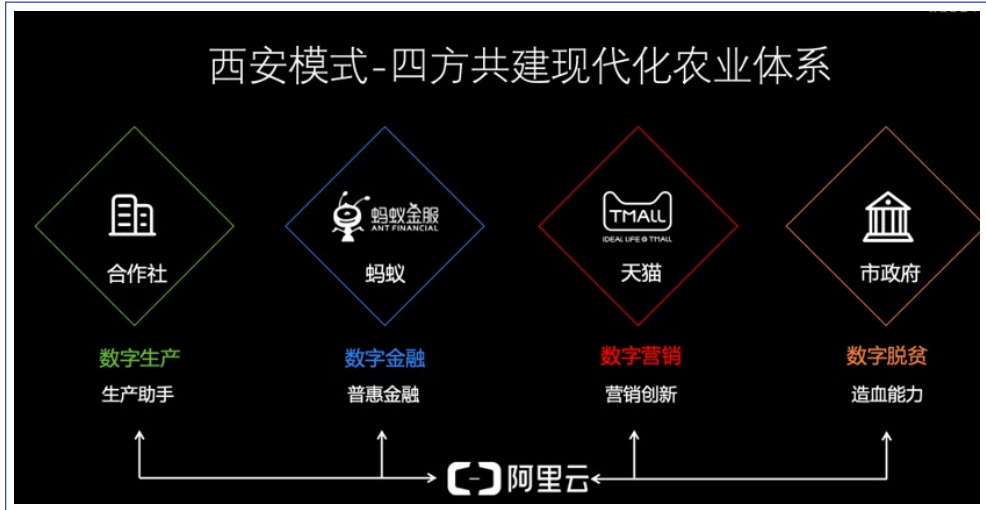 西安模式-四方共建现代化农业体系
蚂蚁金服
ANT FINANCIAL
TMALL
IDEAL LIFE@TMALL
合作社
蚂蚁
天猫
市政府
数字生产
数字金融
数字营销
数字脱贫
生产助手
普惠金融
营销创新
造血能力
阿里云